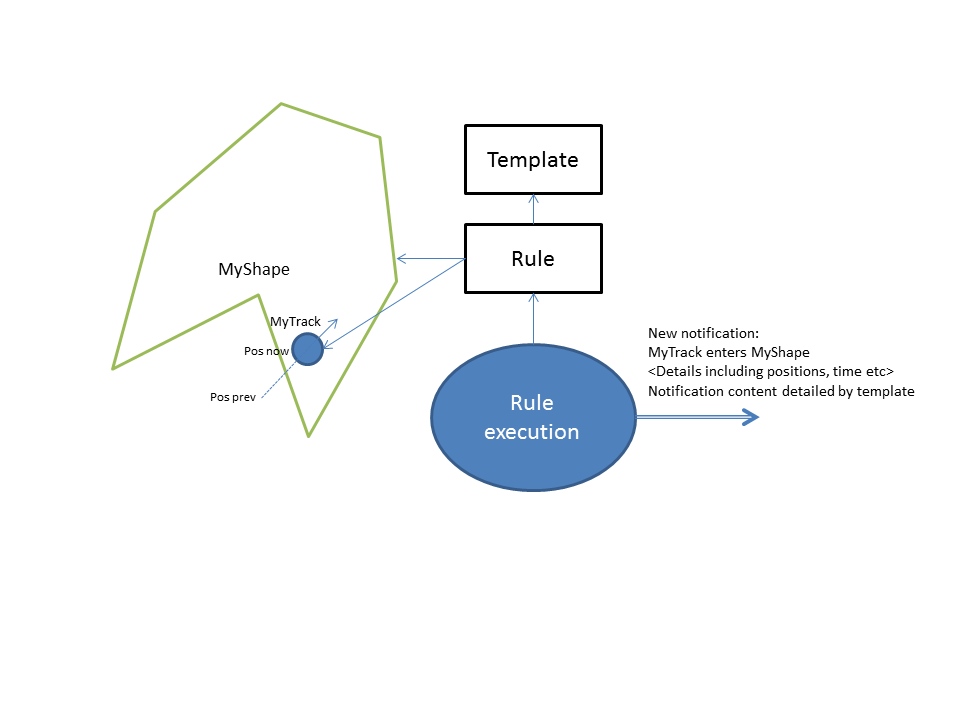 Template
Rule
MyShape
MyTrack
Pos now
Pos prev
Rule
execution
New notification:
MyTrack enters MyShape
<Details including positions, time etc>
Notification content detailed by template